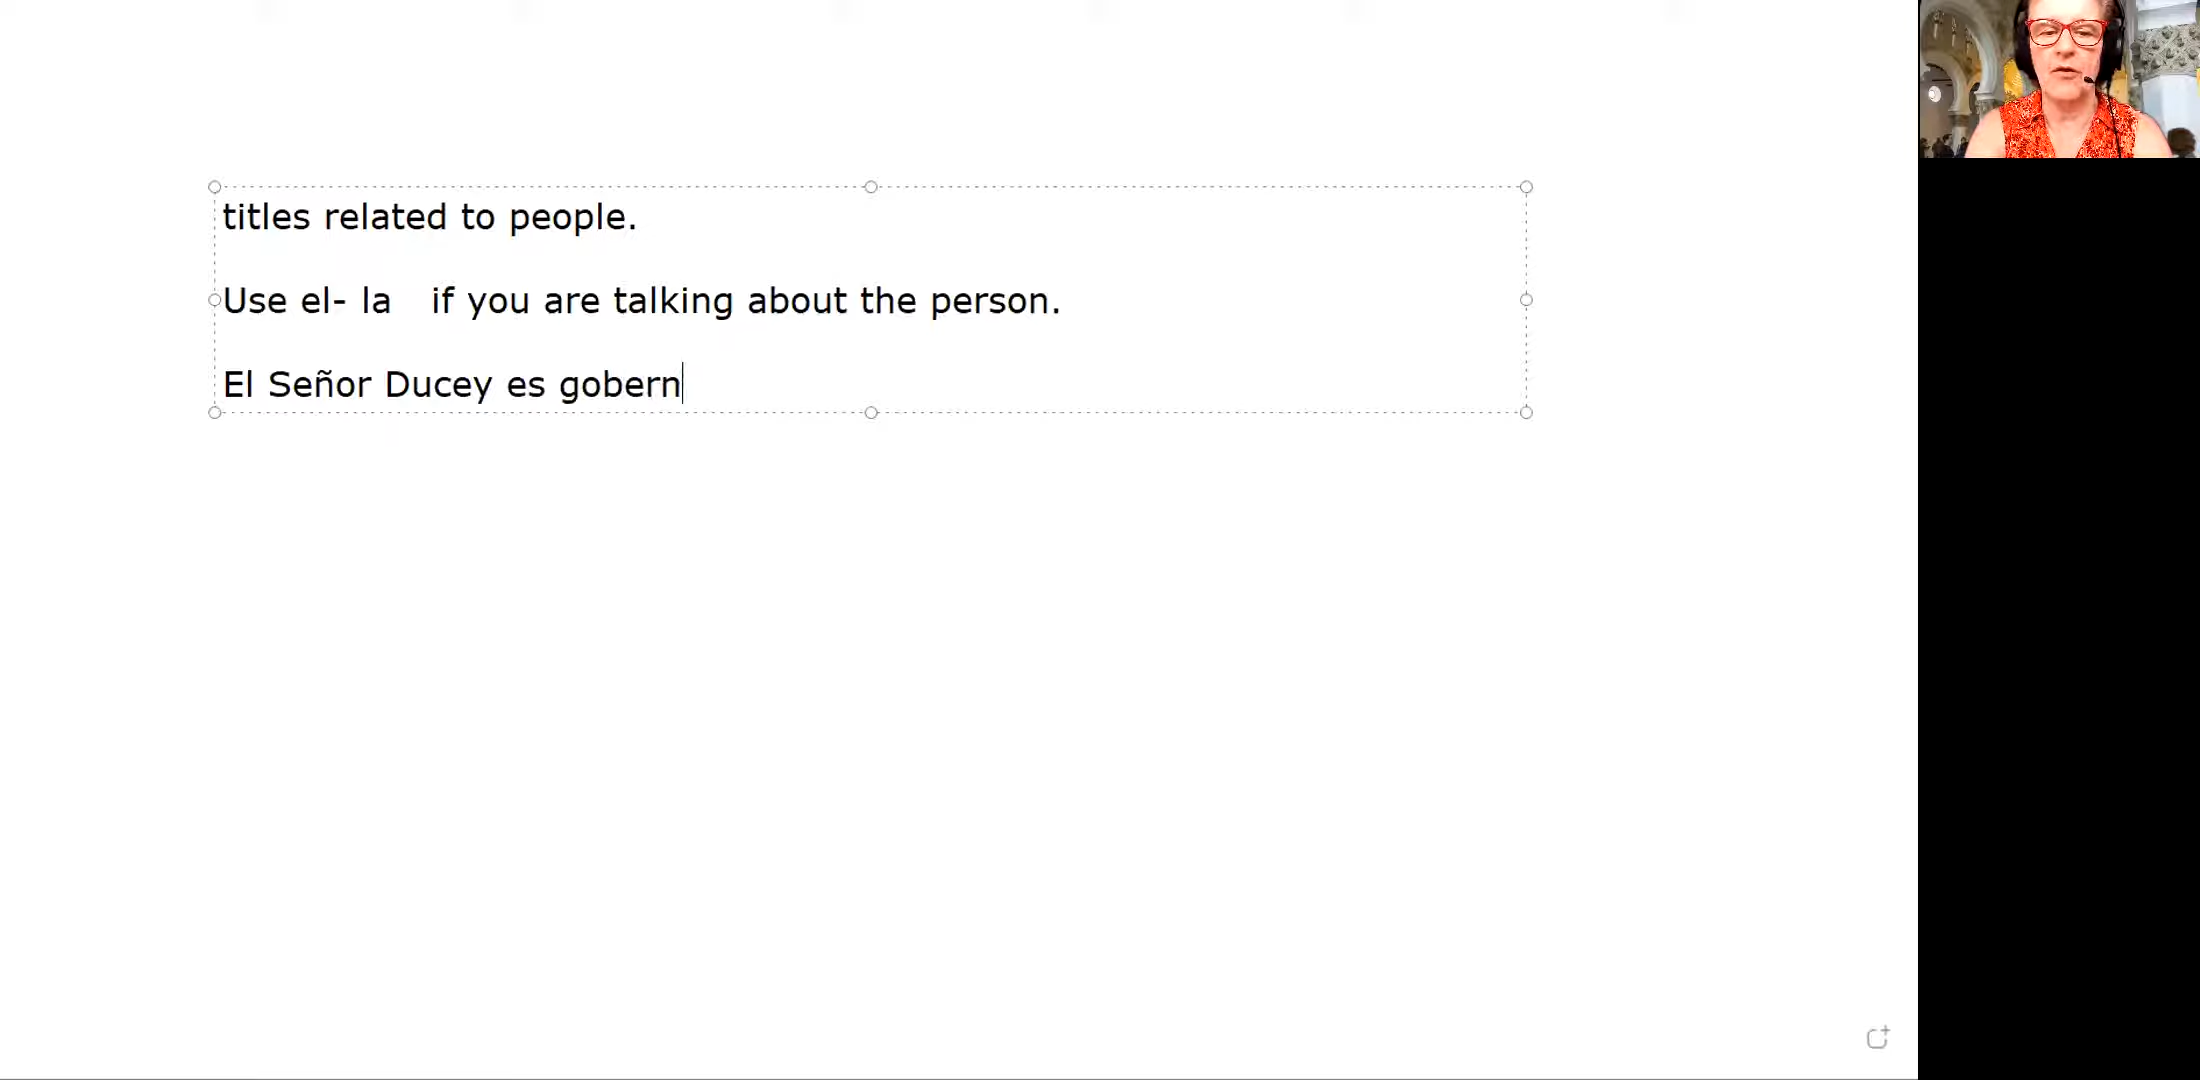 titles related to people.
Use el- la if you are talking about the person.
El Señor Ducey es gobern